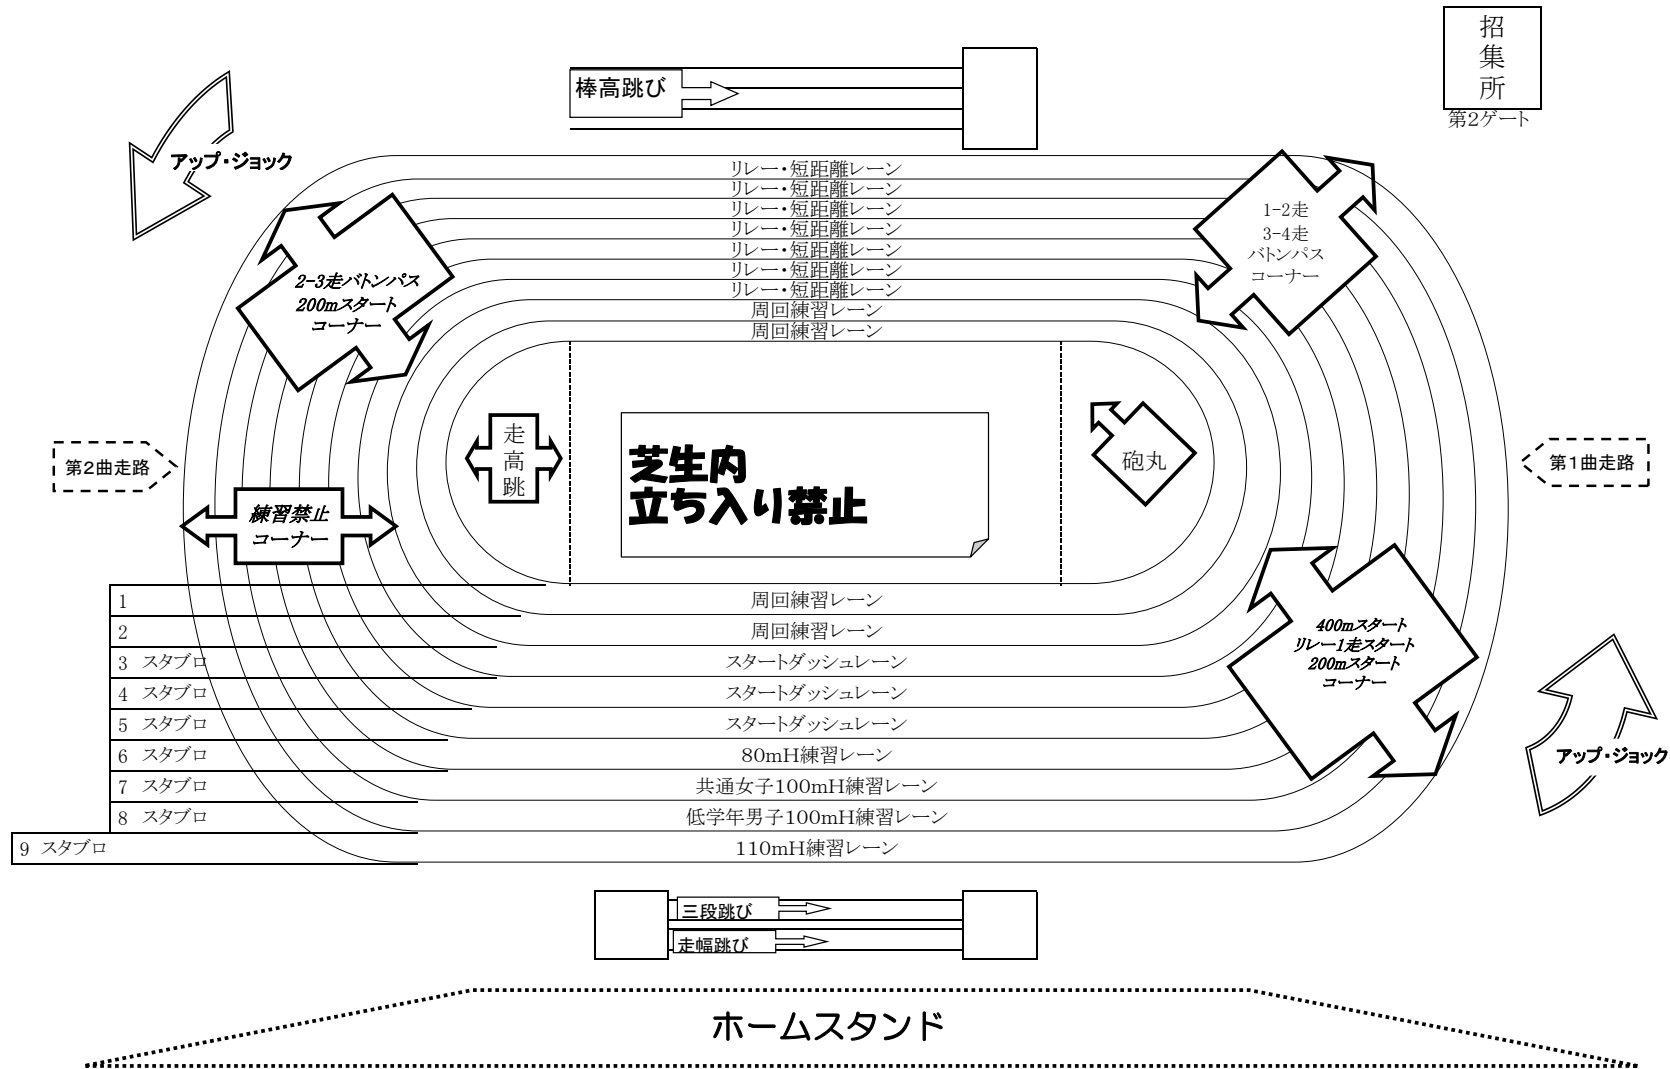 招
集
所
第2ゲート
棒高跳び
アップ・ジョック
リレー・短距離レーン
リレー・短距離レーン
リレー・短距離レーン
リレー・短距離レーン
リレー・短距離レーン
リレー・短距離レーン
リレー・短距離レーン
周回練習レーン
周回練習レーン
1-2走
3-4走
バトンパス
コーナー
2-3走バトンパス
200mスタート
コーナー
走
高
跳
芝生内
立ち入り禁止
砲丸
第2曲走路
第1曲走路
練習禁止
コーナー
1 周回練習レーン
2 周回練習レーン
3 スタブロ スタートダッシュレーン
4 スタブロ スタートダッシュレーン
5 スタブロ スタートダッシュレーン
6 スタブロ 80mH練習レーン
7 スタブロ 共通女子100mH練習レーン
8 スタブロ 低学年男子100mH練習レーン
9 スタブロ 110mH練習レーン
400mスタート
リレー1走スタート
200mスタート
コーナー
アップ・ジョック
三段跳び
走幅跳び
ホームスタンド